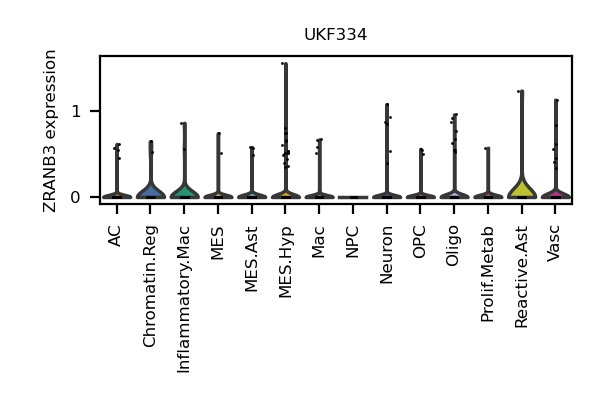 UKF334
ZRANB3 expression
1
0
AC
Chromatin.Reg
Inflammatory.Mac
MES
MES.Ast
MES.Hyp
Mac
NPC
Neuron
OPC
Oligo
Prolif.Metab
Reactive.Ast
Vasc